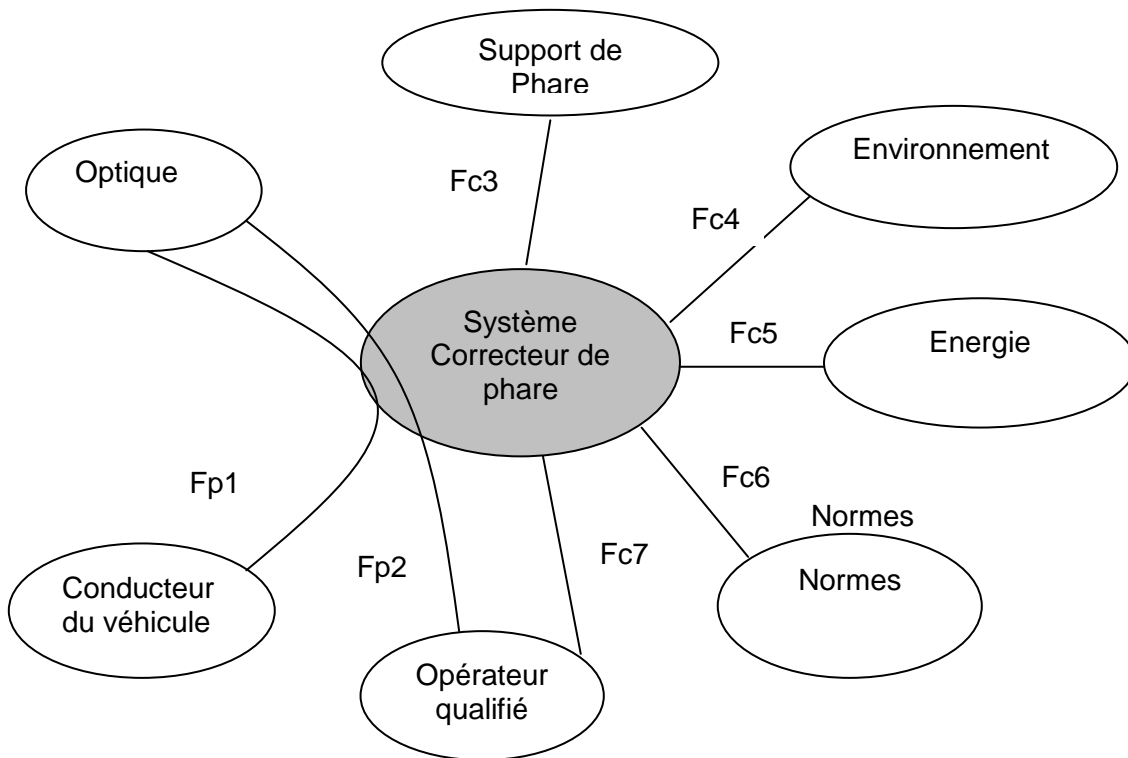 Support de
Phare
Optique
Environnement
Fc3
Fc4
Système
Correcteur de
phare
Fc5
Energie
Fp1
Fc6
Normes
Fp2
Fc7
Normes
Conducteur
du véhicule
Opérateur
qualifié